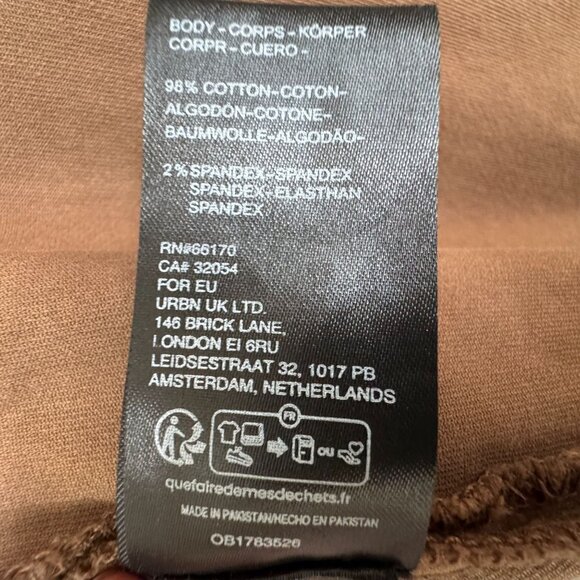 BODY-CORPS-KÖRPER
CORPR-CUERO-
98% COTTON-COTON-
ALGODÓN-COTONE-
BAUMWOLLE-ALGODÃO-
2% SPANDEX-SPANDEX
SPANDEX-ELASTHAN
SPANDEX
RN#66170
CA# 32054
FOR EU
URBN UK LTD.
146 BRICK LANE,
LONDON E1 6RU
LEIDSESTRAAT 32, 1017 PB
AMSTERDAM, NETHERLANDS
FR
OU
quefairedemesdechets.fr
MADE IN PAKISTAN/HECHO EN PAKISTAN
OB1783526